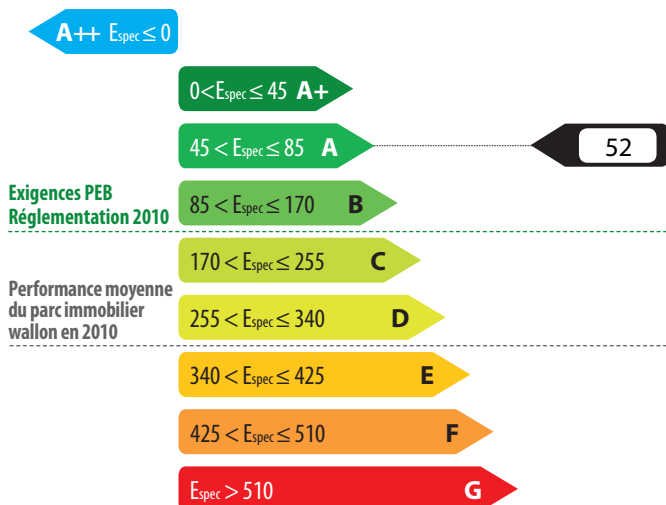 A++ Espec ≤ 0
0<Espec ≤ 45 A+
45 < Espec ≤ 85 A
52
Exigences PEB
Réglementation 2010
85 < Espec ≤ 170 B
170 < Espec ≤ 255 C
Performance moyenne
du parc immobilier
wallon en 2010
255 < Espec ≤ 340 D
340 < Espec ≤ 425 E
425 < Espec ≤ 510 F
Espec > 510 G